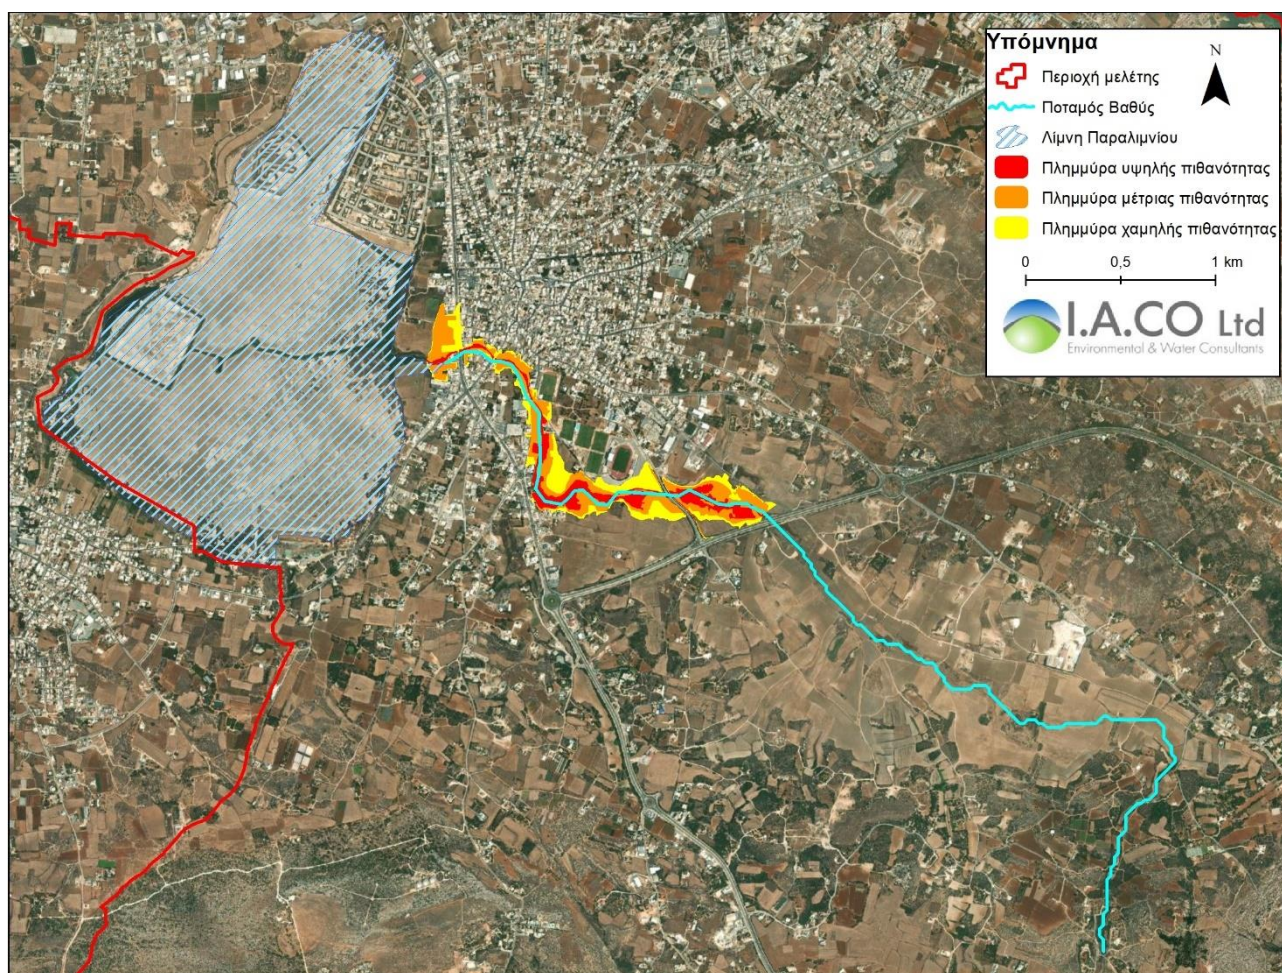 Υπόμνημα
N
Περιοχή μελέτης
Ποταμός Βαθύς
Λίμνη Παραλιμνίου
Πλημμύρα υψηλής πιθανότητας
Πλημμύρα μέτριας πιθανότητας
Πλημμύρα χαμηλής πιθανότητας
0 0,5 1 km
I.A.CO Ltd
Environmental & Water Consultants